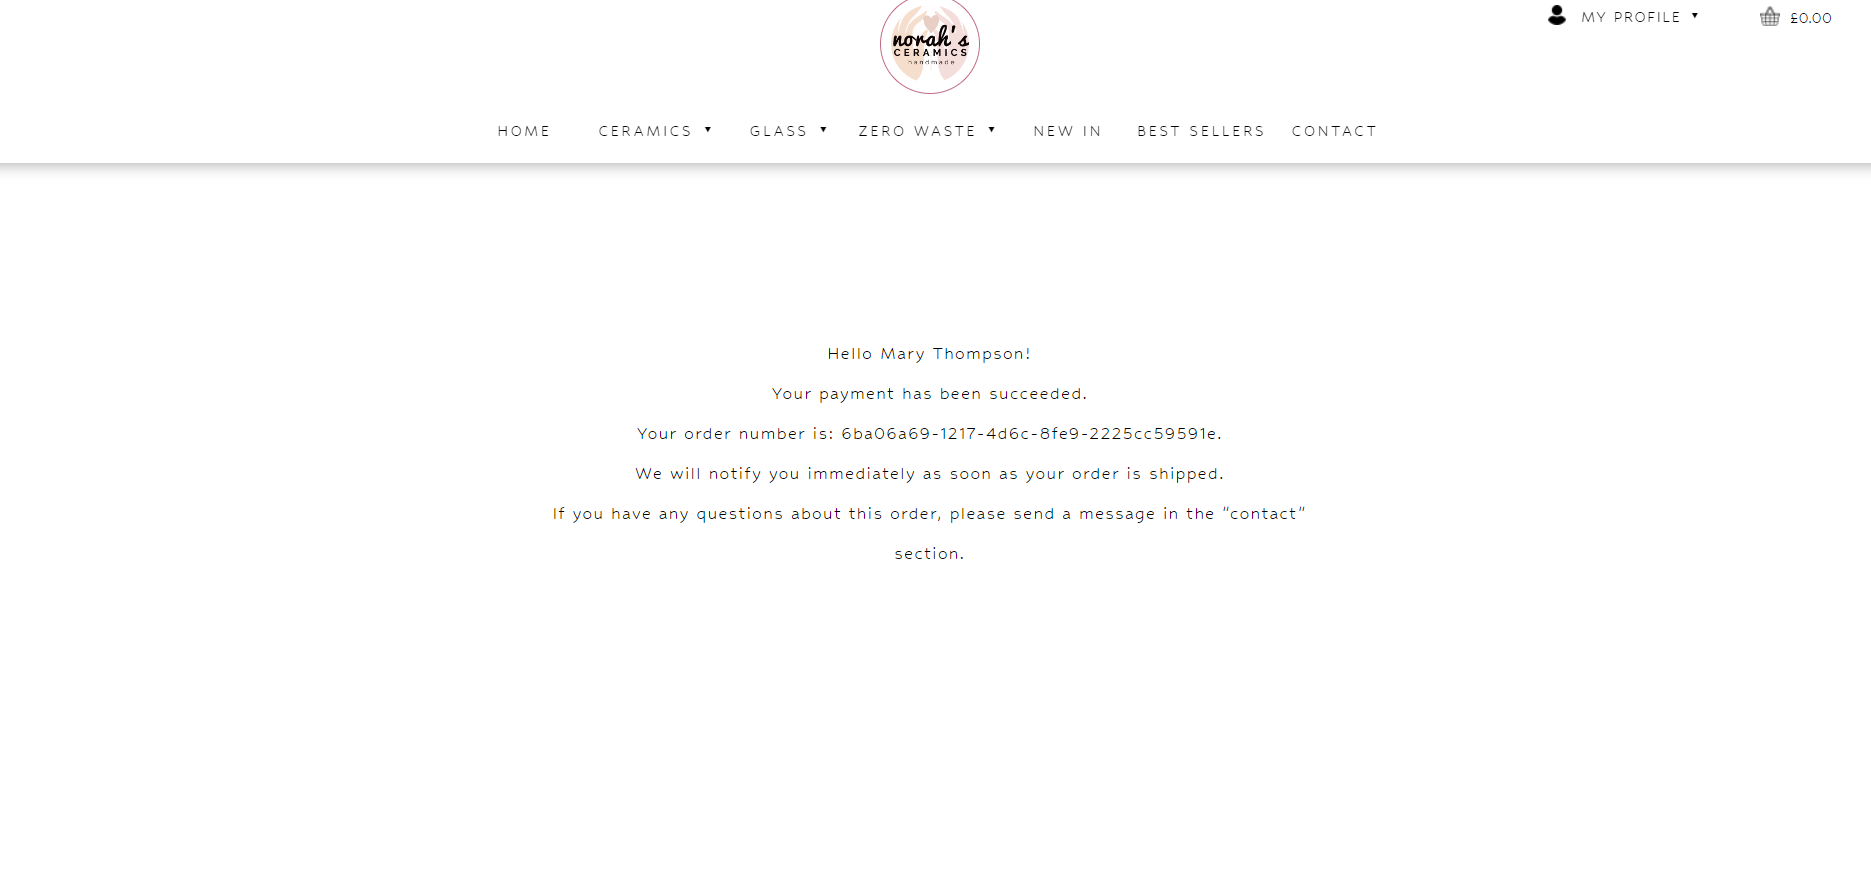 norah's
CERAMICS
handmade
MY PROFILE ▼
£0.00
HOME
CERAMICS ▼
GLASS ▼
ZERO WASTE ▼
NEW IN
BEST SELLERS
CONTACT
Hello Mary Thompson!
Your payment has been succeeded.
Your order number is: 6ba06a69-1217-4d6c-8fe9-2225cc59591e.
We will notify you immediately as soon as your order is shipped.
If you have any questions about this order, please send a message in the "contact"
section.